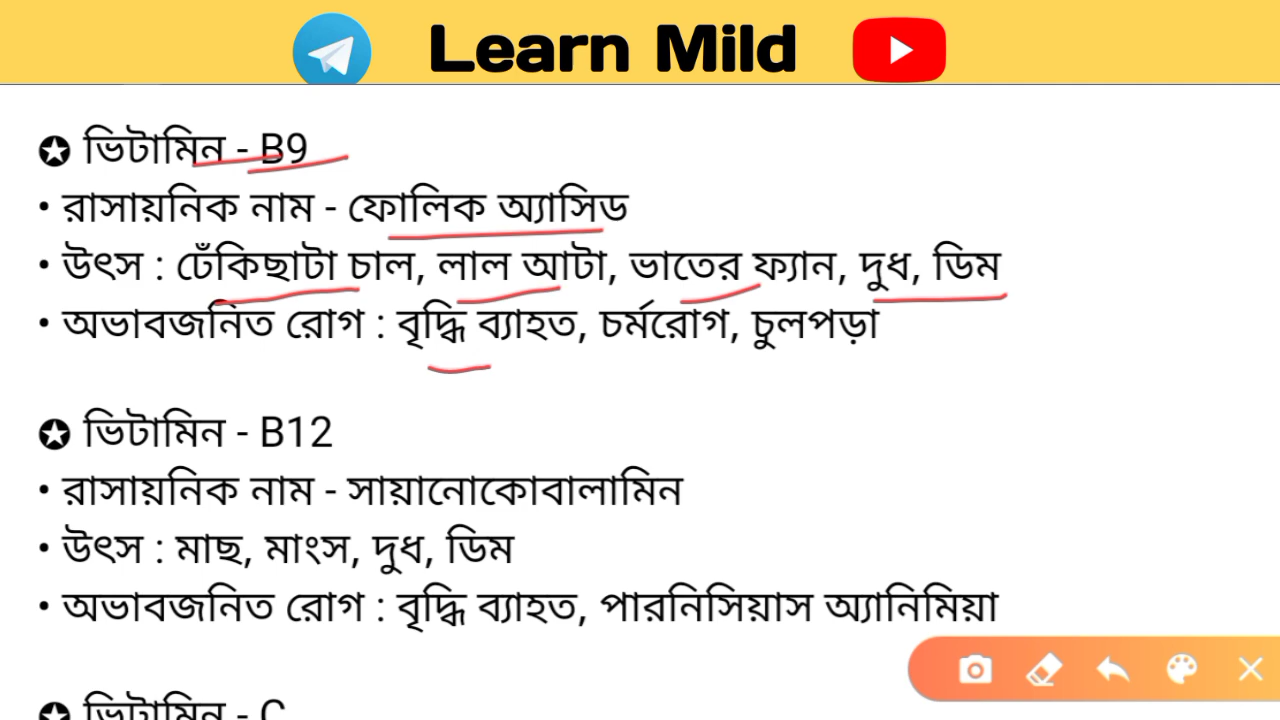 Learn Mild
✪ ভিটামিন - B9
• রাসায়নিক নাম - ফোলিক অ্যাসিড
• উৎস : ঢেঁকিছাটা চাল, লাল আটা, ভাতের ফ্যান, দুধ, ডিম
• অভাবজনিত রোগ : বৃদ্ধি ব্যাহত, চর্মরোগ, চুলপড়া
✪ ভিটামিন - B12
• রাসায়নিক নাম - সায়ানোকোবালামিন
• উৎস : মাছ, মাংস, দুধ, ডিম
• অভাবজনিত রোগ : বৃদ্ধি ব্যাহত, পারনিসিয়াস অ্যানিমিয়া
✪ ভিটামিন - C